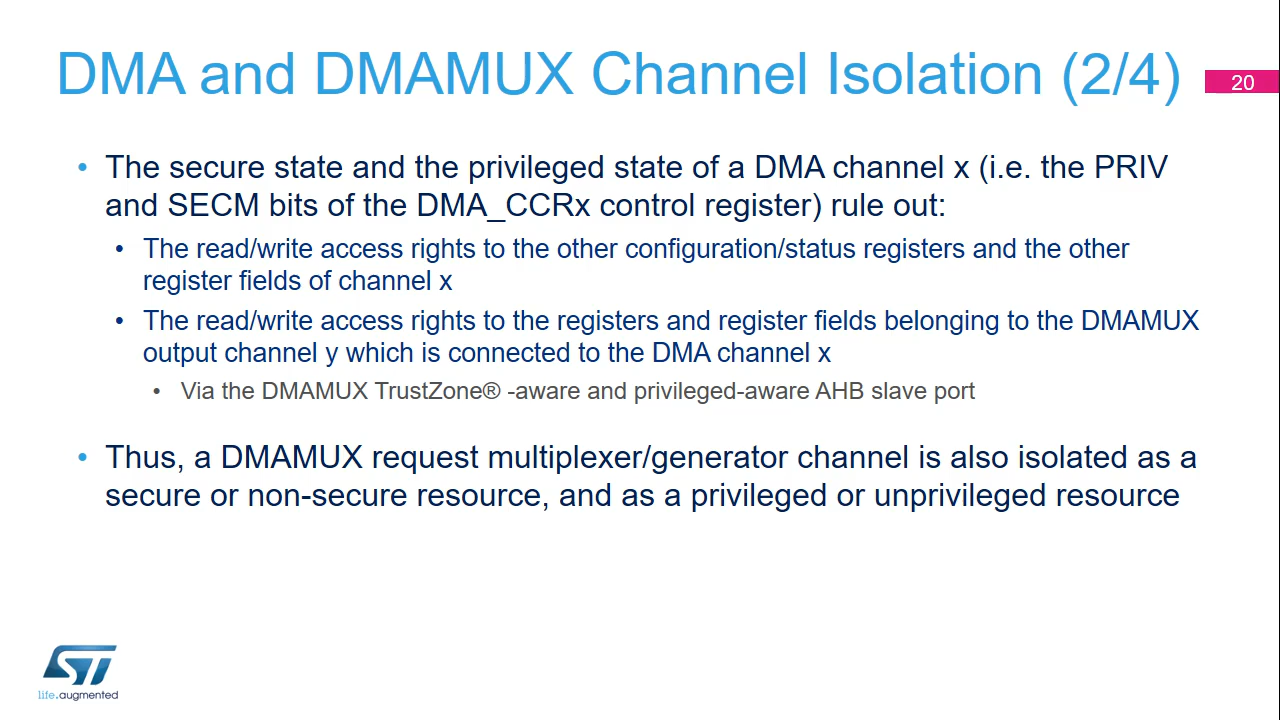 DMA and DMAMUX Channel Isolation (2/4)
20
• The secure state and the privileged state of a DMA channel x (i.e. the PRIV
and SECM bits of the DMA_CCRx control register) rule out:
• The read/write access rights to the other configuration/status registers and the other
register fields of channel x
• The read/write access rights to the registers and register fields belonging to the DMAMUX
output channel y which is connected to the DMA channel x
• Via the DMAMUX TrustZone® -aware and privileged-aware AHB slave port
• Thus, a DMAMUX request multiplexer/generator channel is also isolated as a
secure or non-secure resource, and as a privileged or unprivileged resource
ST
life.augmented